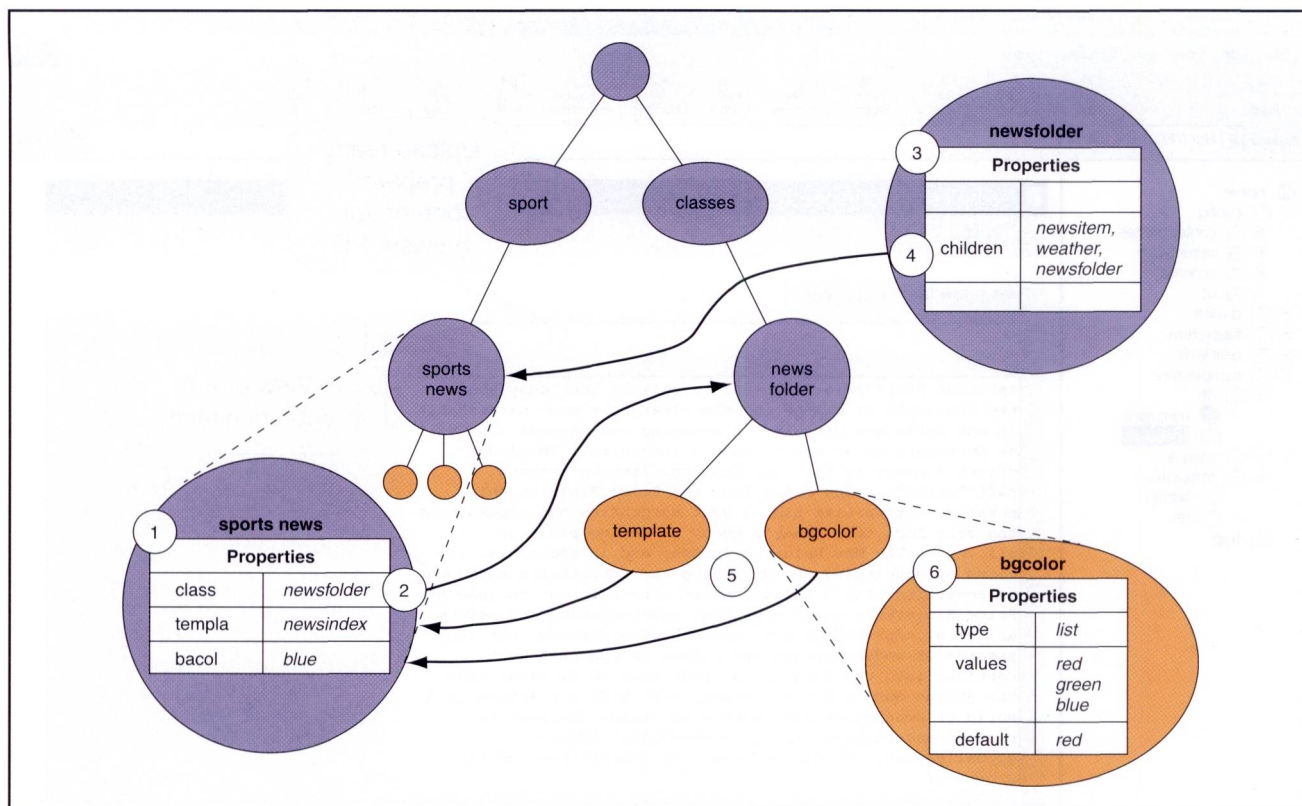 newsfolder
3
Properties
sport
classes
children
newsitem,
weather,
newsfolder
4
sports
news
news
folder
1
sports news
Properties
class
newsfolder
2
templa
newsindex
bacol
blue
template
bgcolor
5
6
bgcolor
Properties
type
list
values
red
green
blue
default
red